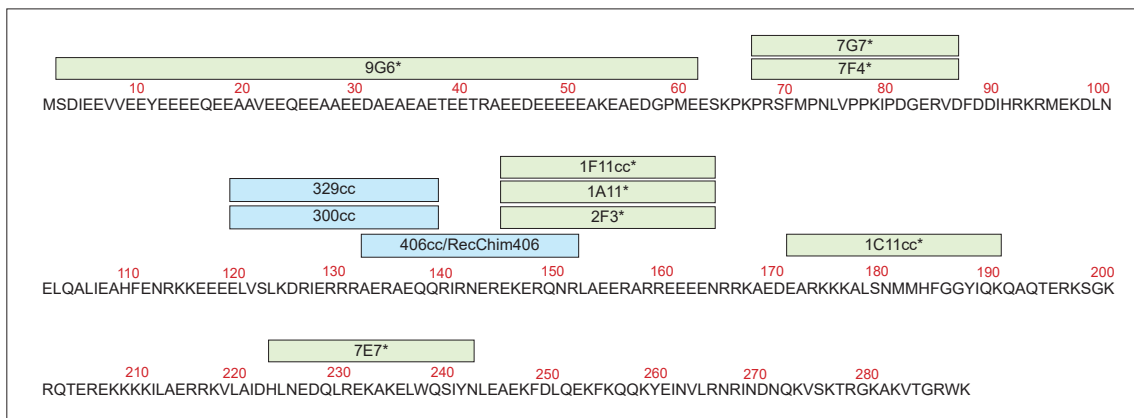 7G7*
9G6* 7F4*
10 20 30 40 50 60 70 80 90 100
MSDIEEVVEEYEEEEQEEAAVEEQEEAAEEDAEAEAETEETRAEEDEEEEEAKEAEDGPMEESKPKPRSFMPNLVPPKIPDGERVDFDDIHRKRMEKDLN
1F11cc*
329cc 1A11*
300cc 2F3*
406cc/RecChim406 1C11cc*
110 120 130 140 150 160 170 180 190 200
ELQALIEAHFENRKKEEEELVSLKDRIERRRAERAEQQRIRNEREKERQNRLAEERARREEEENRRKAEDEARKKKALSNMMHFGGYIQKQAQTERKSGK
7E7*
210 220 230 240 250 260 270 280
RQTEREKKKKILAERRKVLAIDHLNEDQLREKAKELWQSIYNLEAEKFDLQEKFKQQKYEINVLRNRINDNQKVSKTRGKAKVTGRWK